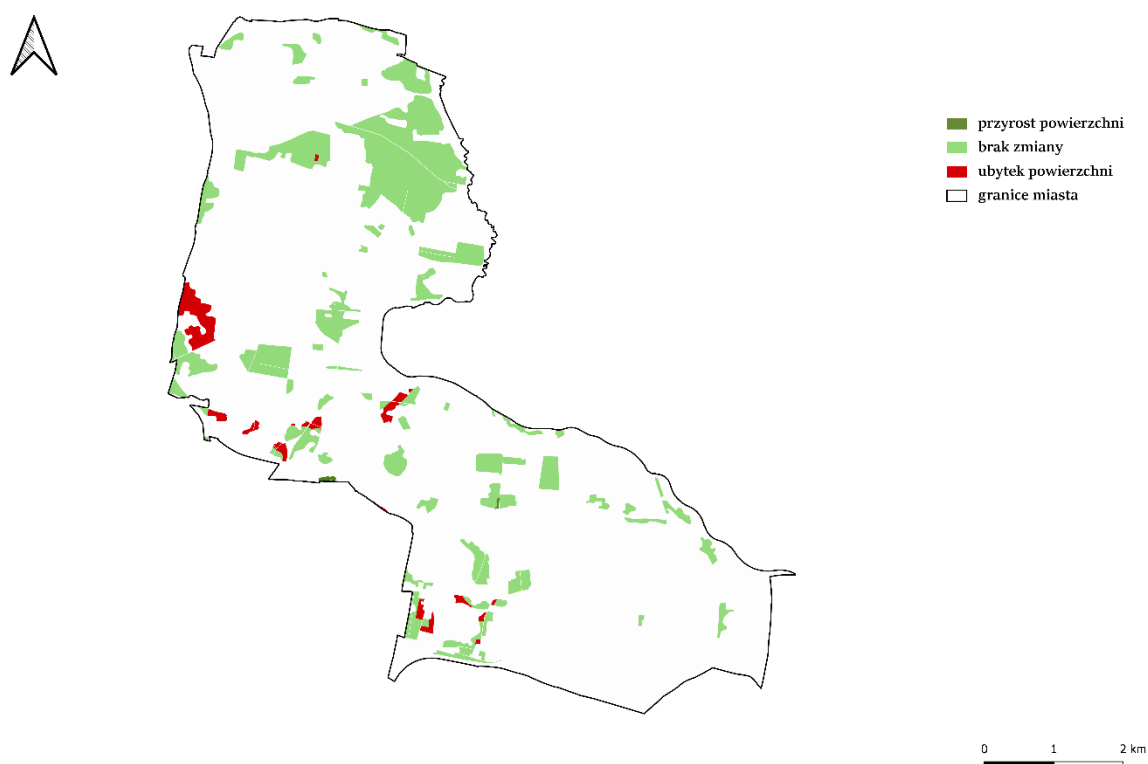 przyrost powierzchni
brak zmiany
ubytek powierzchni
granice miasta
0 1 2 km